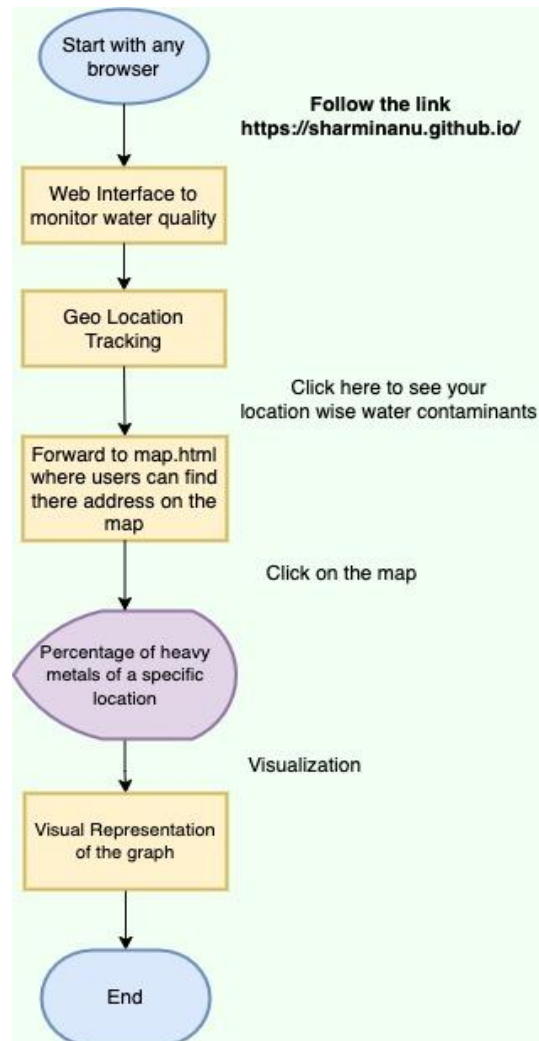 Start with any
browser
Follow the link
https://sharminanu.github.io/
Web Interface to
monitor water quality
Geo Location
Tracking
Click here to see your
location wise water contaminants
Forward to map.html
where users can find
there address on the
map
Click on the map
Percentage of heavy
metals of a specific
location
Visualization
Visual Representation
of the graph
End